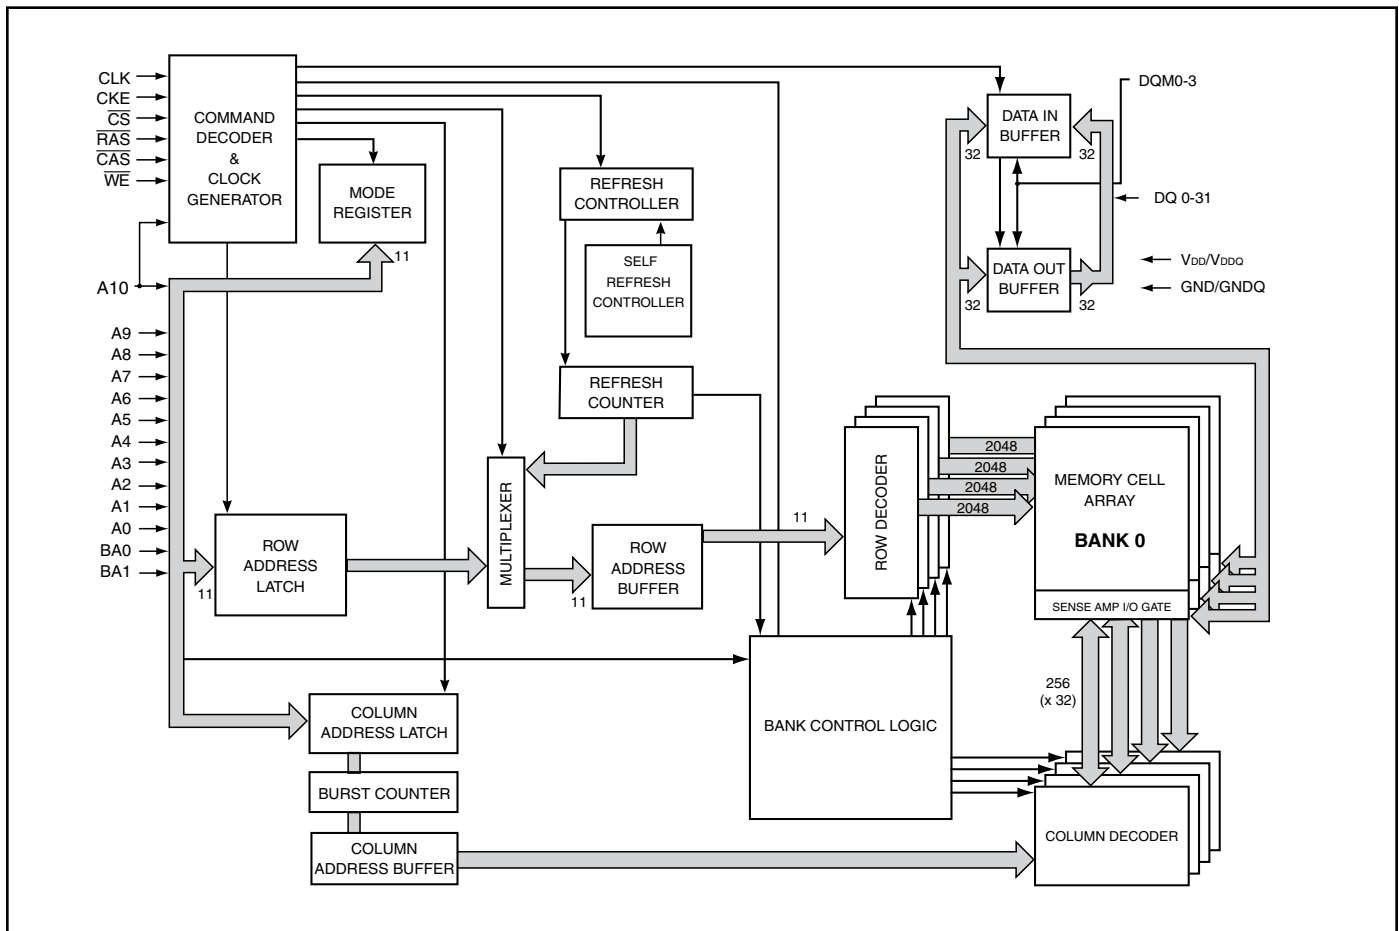 CLK
CKE
CS
RAS
CAS
WE
A10
A9
A8
A7
A6
A5
A4
A3
A2
A1
A0
BA0
BA1
11
COMMAND
DECODER
&
CLOCK
GENERATOR
MODE
REGISTER
11
REFRESH
CONTROLLER
SELF
REFRESH
CONTROLLER
REFRESH
COUNTER
MULTIPLEXER
ROW
ADDRESS
LATCH
11
ROW
ADDRESS
BUFFER
11
COLUMN
ADDRESS LATCH
BURST COUNTER
COLUMN
ADDRESS BUFFER
BANK CONTROL LOGIC
ROW DECODER
2048
2048
2048
2048
MEMORY CELL
ARRAY
BANK 0
SENSE AMP I/O GATE
256
(x 32)
COLUMN DECODER
DATA IN
BUFFER
32
32
DATA OUT
BUFFER
32
32
DQM0-3
DQ 0-31
VDD/VDDQ
GND/GNDQ